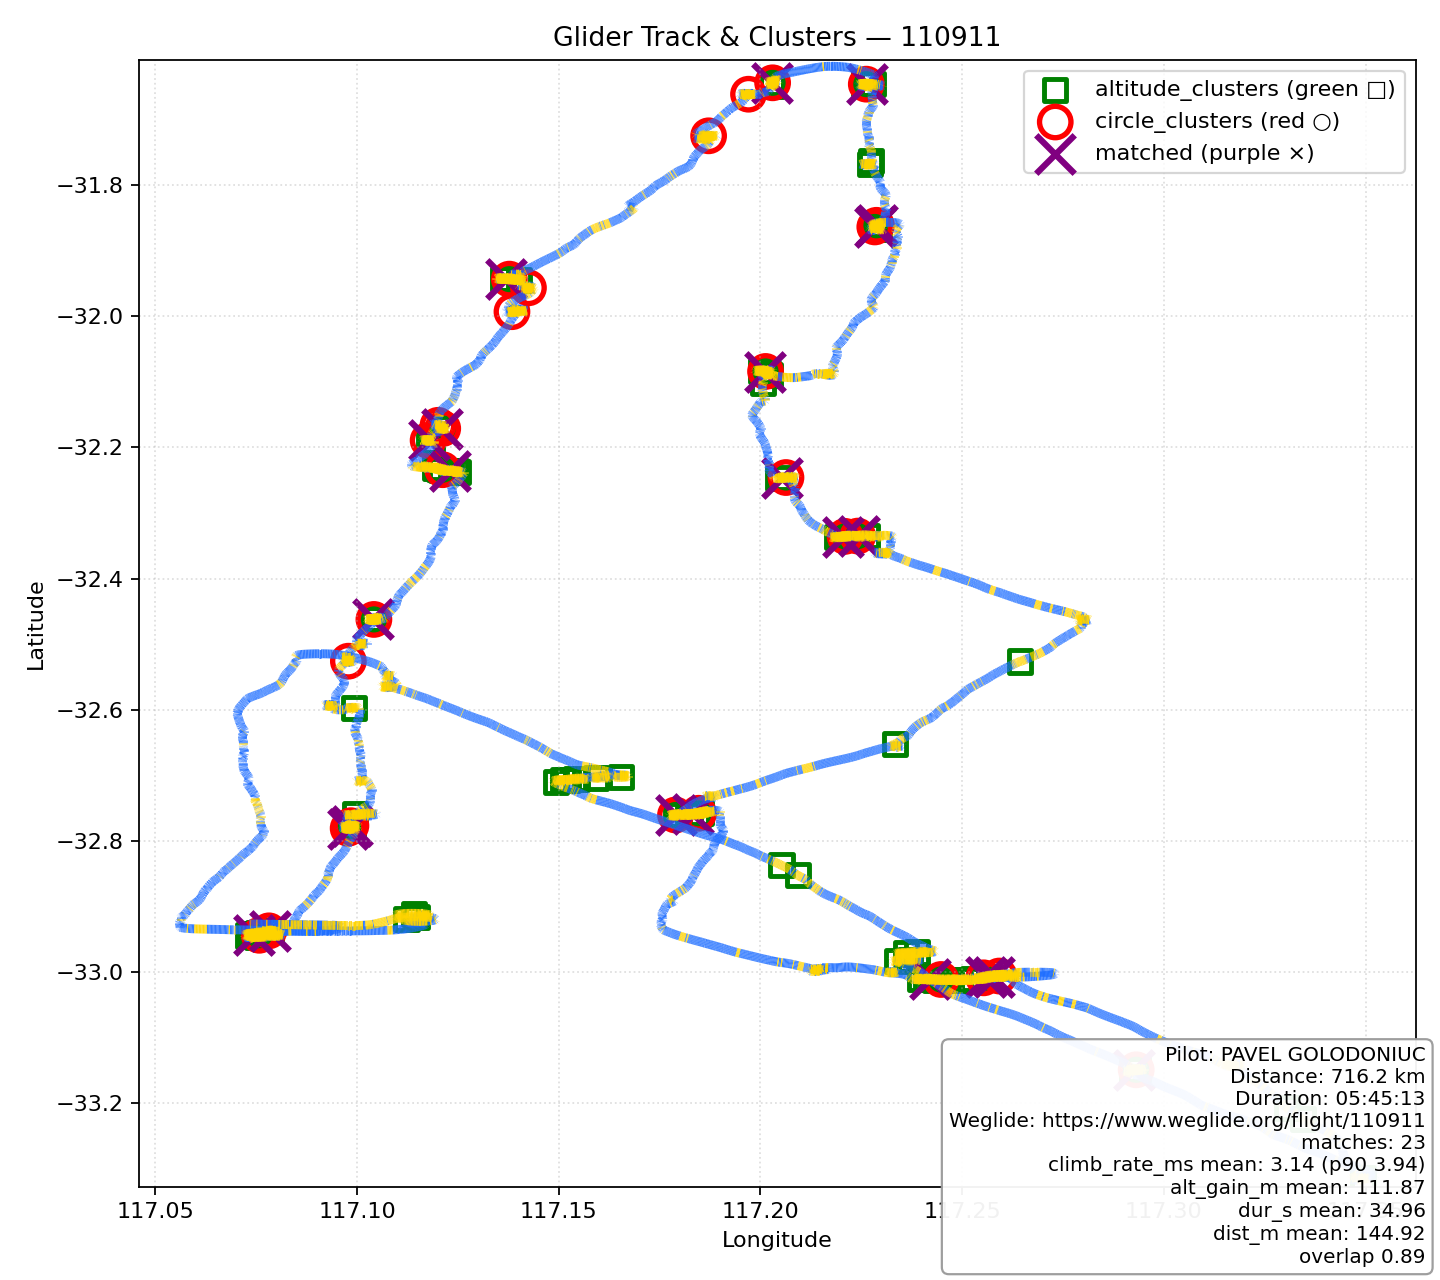 Glider Track & Clusters — 110911
altitude_clusters (green □)
circle_clusters (red ○)
matched (purple ×)
Latitude
−31.8
−32.0
−32.2
−32.4
−32.6
−32.8
−33.0
−33.2
117.05
117.10
117.15
117.20
117.25
117.30
Longitude
Pilot: PAVEL GOLODONIUC
Distance: 716.2 km
Duration: 05:45:13
Weglide: https://www.weglide.org/flight/110911
matches: 23
climb_rate_ms mean: 3.14 (p90 3.94)
alt_gain_m mean: 111.87
dur_s mean: 34.96
dist_m mean: 144.92
overlap 0.89